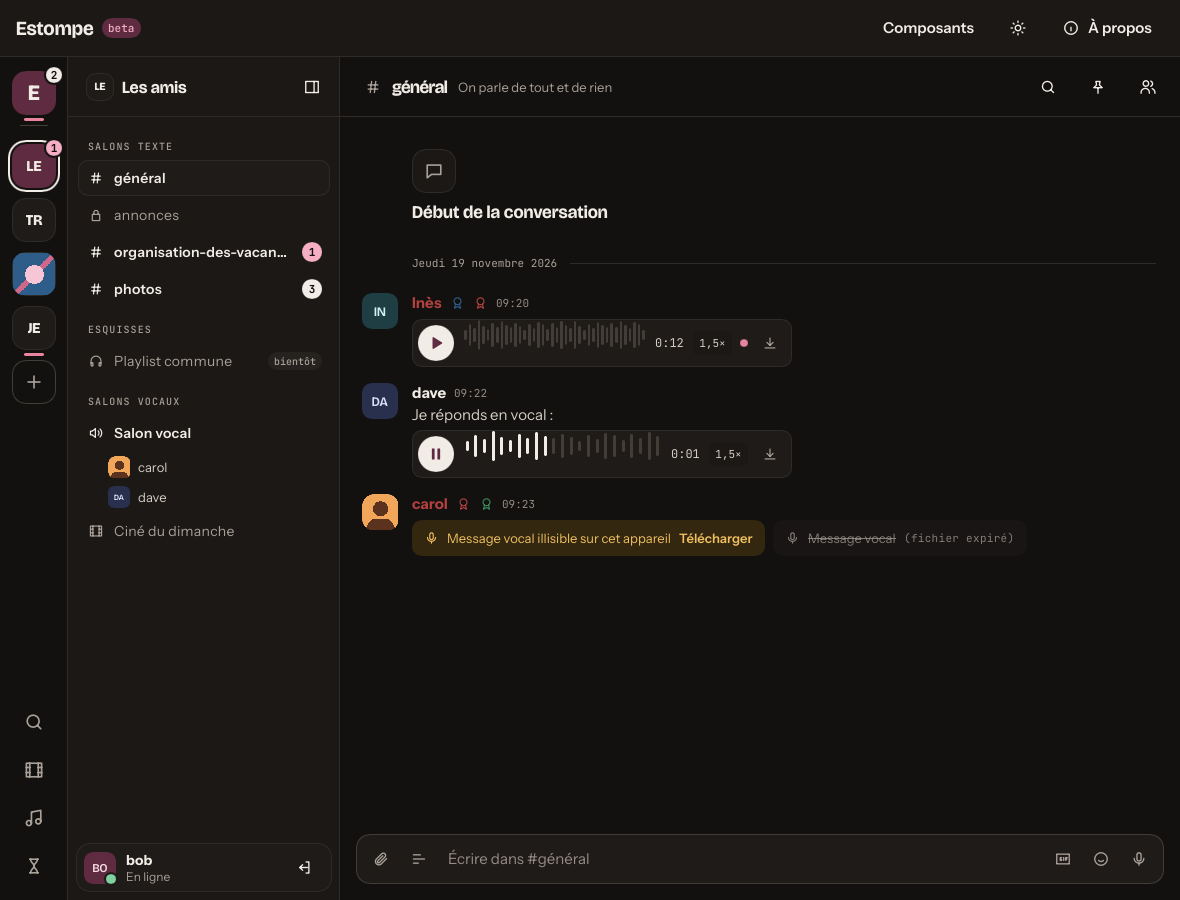 Estompe beta
Composants
À propos
E 2
LE 1
TR
JE
LE Les amis
SALONS TEXTE
# général
annonces
# organisation-des-vacan… 1
# photos 3
ESQUISSES
Playlist commune bientôt
SALONS VOCAUX
Salon vocal
carol
DA dave
Ciné du dimanche
BO bob
En ligne
# général On parle de tout et de rien
Début de la conversation
Jeudi 19 novembre 2026
IN Inès 09:20
0:12 1,5×
DA dave 09:22
Je réponds en vocal :
0:01 1,5×
carol 09:23
Message vocal illisible sur cet appareil Télécharger
Message vocal (fichier expiré)
Écrire dans #général
GIF